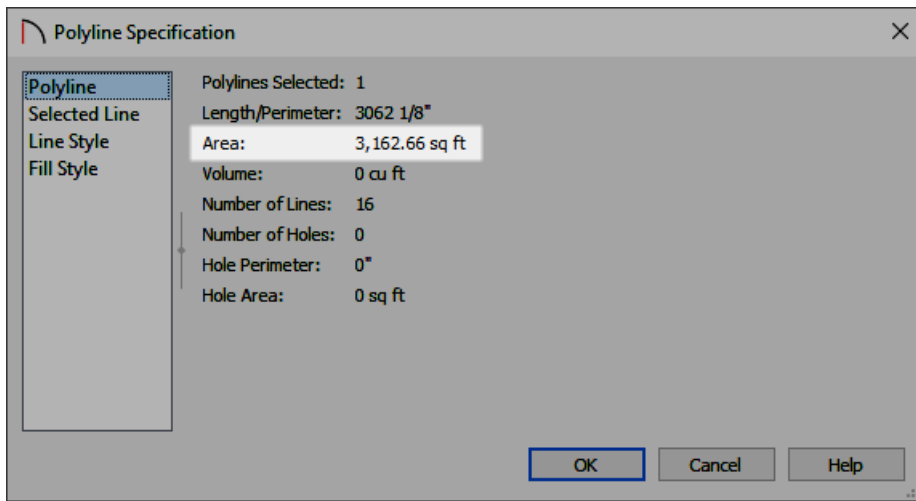 Polyline Specification
Polyline
Selected Line
Line Style
Fill Style
Polylines Selected: 1
Length/Perimeter: 3062 1/8"
Area: 3,162.66 sq ft
Volume: 0 cu ft
Number of Lines: 16
Number of Holes: 0
Hole Perimeter: 0"
Hole Area: 0 sq ft
OK Cancel Help